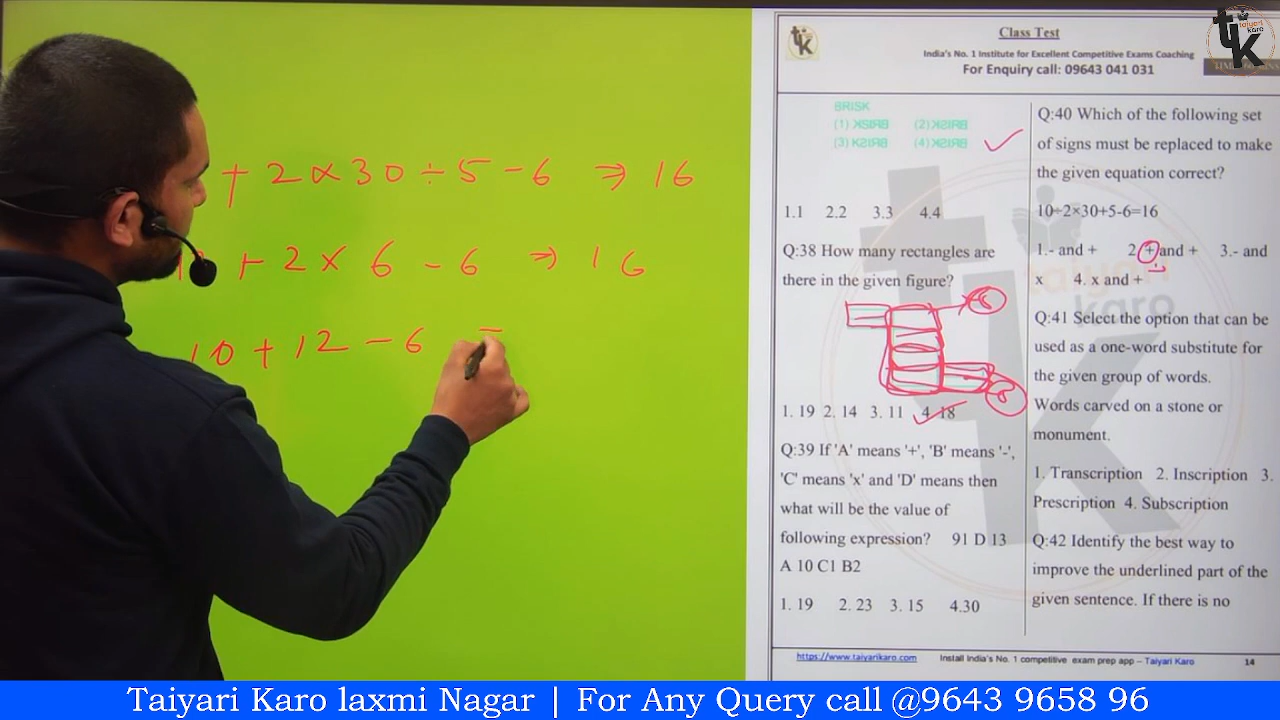 + 2 × 30 ÷ 5 - 6 ⇒ 16
+ 2 × 6 - 6 ⇒ 16
10 + 12 - 6
Class Test
India's No. 1 Institute for Excellent Competitive Exams Coaching
For Enquiry call: 09643 041 031
taiyari
karo
BRISK
(1)
(2)
(3)
(4)
1.1 2.2 3.3 4.4
Q:38 How many rectangles are
there in the given figure?
1. 19 2. 14 3. 11 4. 18
Q:39 If 'A' means '+', 'B' means '-',
'C' means 'x' and 'D' means then
what will be the value of
following expression? 91 D 13
A 10 C1 B2
1. 19 2. 23 3. 15 4.30
Q:40 Which of the following set
of signs must be replaced to make
the given equation correct?
10÷2×30+5-6=16
1.- and + 2 ÷ and + 3.- and
x 4. x and +
Q:41 Select the option that can be
used as a one-word substitute for
the given group of words.
Words carved on a stone or
monument.
1. Transcription 2. Inscription 3.
Prescription 4. Subscription
Q:42 Identify the best way to
improve the underlined part of the
given sentence. If there is no
https://www.taiyarikaro.com Install India's No. 1 competitive exam prep app – Taiyari Karo 14
Taiyari Karo laxmi Nagar | For Any Query call @9643 9658 96